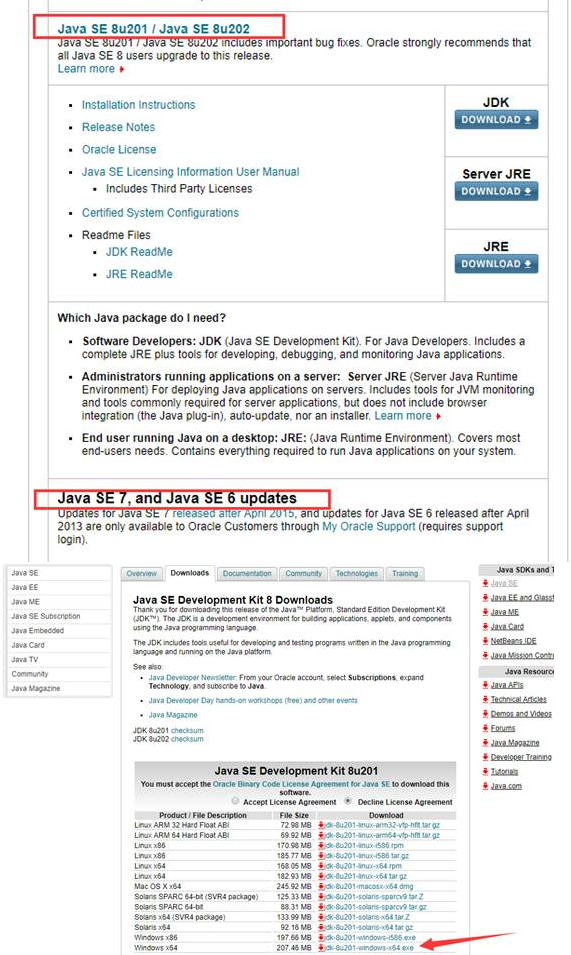 Java SE 8u201 / Java SE 8u202
Java SE 8u201 / Java SE 8u202 includes important bug fixes. Oracle strongly recommends that
all Java SE 8 users upgrade to this release.
Learn more
Installation Instructions
Release Notes
Oracle License
Java SE Licensing Information User Manual
Includes Third Party Licenses
Certified System Configurations
Readme Files
JDK ReadMe
JRE ReadMe
JDK
DOWNLOAD
Server JRE
DOWNLOAD
JRE
DOWNLOAD
Which Java package do I need?
Software Developers: JDK (Java SE Development Kit). For Java Developers. Includes a
complete JRE plus tools for developing, debugging, and monitoring Java applications.
Administrators running applications on a server: Server JRE (Server Java Runtime
Environment) For deploying Java applications on servers. Includes tools for JVM monitoring
and tools commonly required for server applications, but does not include browser
integration (the Java plug-in), auto-update, nor an installer. Learn more
End user running Java on a desktop: JRE: (Java Runtime Environment). Covers most
end-users needs. Contains everything required to run Java applications on your system.
Java SE 7, and Java SE 6 updates
Updates for Java SE 7 released after April 2015, and updates for Java SE 6 released after April
2013 are only available to Oracle Customers through My Oracle Support (requires support
login).
Java SE
Java EE
Java ME
Java SE Subscription
Java Embedded
Java Card
Java TV
Community
Java Magazine
Overview Downloads Documentation Community Technologies Training
Java SE Development Kit 8 Downloads
Thank you for downloading this release of the Java™ Platform, Standard Edition Development Kit
(JDK™). The JDK is a development environment for building applications, applets, and components
using the Java programming language.
The JDK includes tools useful for developing and testing programs written in the Java programming
language and running on the Java platform.
See also:
Java Developer Newsletter: From your Oracle account, select Subscriptions, expand
Technology, and subscribe to Java.
Java Developer Day hands-on workshops (free) and other events
Java Magazine
JDK 8u201 checksum
JDK 8u202 checksum
Java SE Development Kit 8u201
You must accept the Oracle Binary Code License Agreement for Java SE to download this
software.
Accept License Agreement Decline License Agreement
Product / File Description File Size Download
Linux ARM 32 Hard Float ABI 72.98 MB jdk-8u201-linux-arm32-vfp-hflt.tar.gz
Linux ARM 64 Hard Float ABI 69.92 MB jdk-8u201-linux-arm64-vfp-hflt.tar.gz
Linux x86 170.98 MB jdk-8u201-linux-i586.rpm
Linux x86 185.77 MB jdk-8u201-linux-i586.tar.gz
Linux x64 168.05 MB jdk-8u201-linux-x64.rpm
Linux x64 182.93 MB jdk-8u201-linux-x64.tar.gz
Mac OS X x64 245.92 MB jdk-8u201-macosx-x64.dmg
Solaris SPARC 64-bit (SVR4 package) 125.33 MB jdk-8u201-solaris-sparcv9.tar.Z
Solaris SPARC 64-bit 88.31 MB jdk-8u201-solaris-sparcv9.tar.gz
Solaris x64 (SVR4 package) 133.99 MB jdk-8u201-solaris-x64.tar.Z
Solaris x64 92.16 MB jdk-8u201-solaris-x64.tar.gz
Windows x86 197.66 MB jdk-8u201-windows-i586.exe
Windows x64 207.46 MB jdk-8u201-windows-x64.exe
Java SDKs and T
Java SE
Java EE and Glassf
Java ME
Java Card
NetBeans IDE
Java Mission Contr
Java Resource
Java APIs
Technical Articles
Demos and Videos
Forums
Java Magazine
Developer Training
Tutorials
Java.com